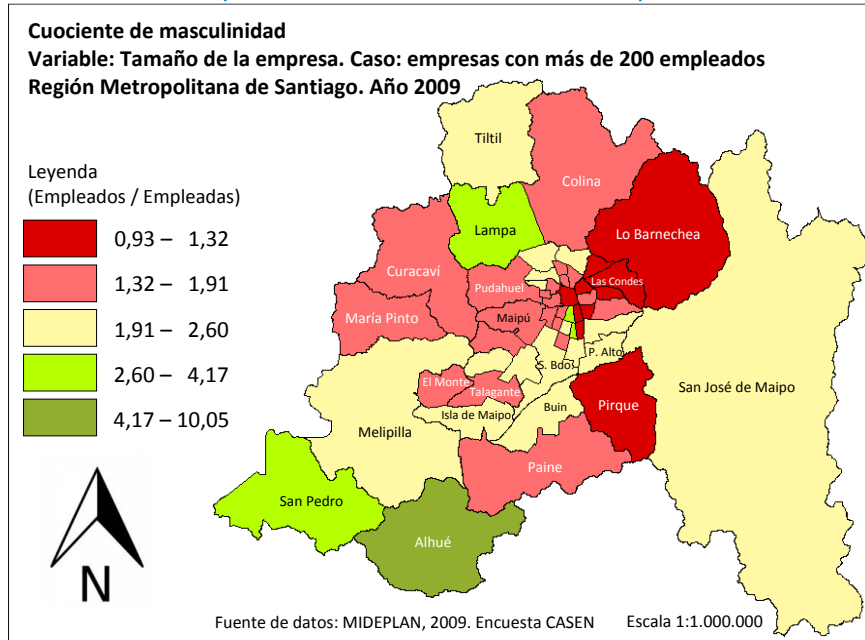 Cuociente de masculinidad
Variable: Tamaño de la empresa. Caso: empresas con más de 200 empleados
Región Metropolitana de Santiago. Año 2009
Tiltil
Leyenda
(Empleados / Empleadas)
Colina
Lampa
Lo Barnechea
0,93 – 1,32
Curacaví
Las Condes
1,32 – 1,91
Pudahuel
María Pinto
Maipú
1,91 – 2,60
S. Bdo
P. Alto
2,60 – 4,17
El Monte
Talagante
San José de Maipo
4,17 – 10,05
Isla de Maipo
Buin
Pirque
Melipilla
Paine
San Pedro
Alhué
N
Fuente de datos: MIDEPLAN, 2009. Encuesta CASEN Escala 1:1.000.000